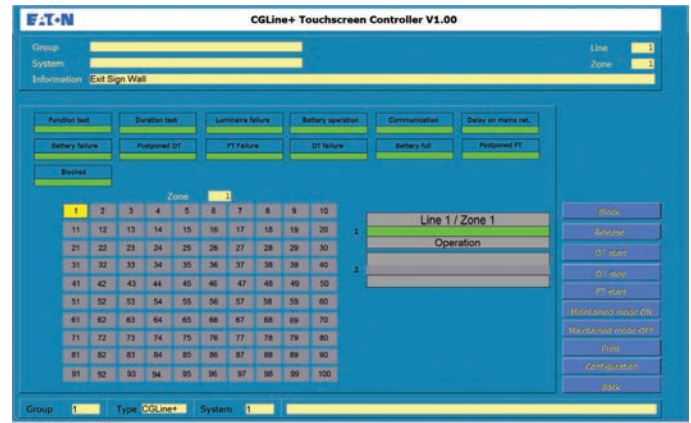 EATON CGLine+ Touchscreen Controller V1.00
Group Line 1
System Zone 1
Information Exit Sign Wall
Function test Duration test Luminaire failure Battery operation Communication Delay on mains ret.
Battery failure Postponed DT FT Failure DT failure Battery full Postponed FT
Blocked
Zone 1
1 2 3 4 5 6 7 8 9 10
11 12 13 14 15 16 17 18 19 20
21 22 23 24 25 26 27 28 29 30
31 32 33 34 35 36 37 38 39 40
41 42 43 44 45 46 47 48 49 50
51 52 53 54 55 56 57 58 59 60
61 62 63 64 65 66 67 68 69 70
71 72 73 74 75 76 77 78 79 80
81 82 83 84 85 86 87 88 89 90
91 92 93 94 95 96 97 98 99 100
Line 1 / Zone 1
1
Operation
2
Block
Release
DT start
DT stop
FT start
Maintained mode ON
Maintained mode OFF
Print
Configuration
Back
Group 1 Type CGLine+ System 1